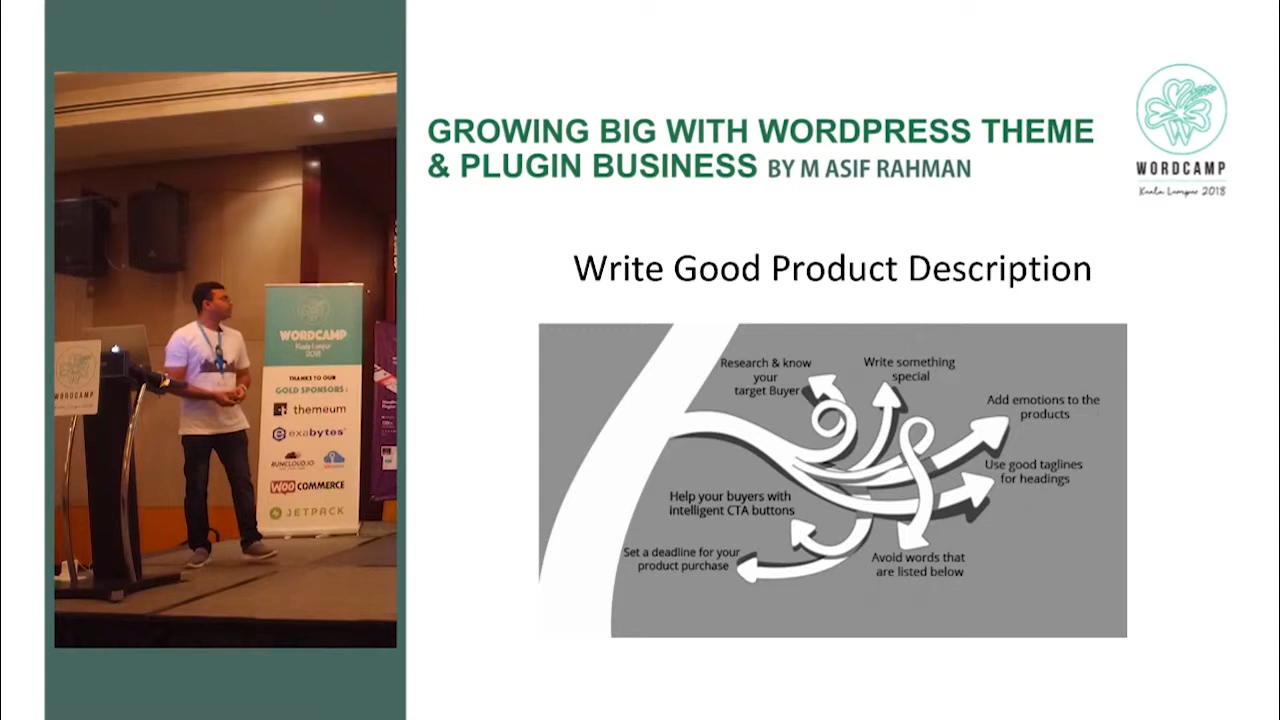 GROWING BIG WITH WORDPRESS THEME
& PLUGIN BUSINESS BY M ASIF RAHMAN
WORDCAMP
Kuala Lumpur 2018
Write Good Product Description
Research & know
your
target Buyer
Write something
special
Add emotions to the
products
Use good taglines
for headings
Help your buyers with
intelligent CTA buttons
Set a deadline for your
product purchase
Avoid words that
are listed below
WORDCAMP
Kuala Lumpur
2018
THANKS TO OUR
GOLD SPONSORS :
themeum
exabytes
RUNCLOUD.IO
WOO COMMERCE
JETPACK
WORDCAMP